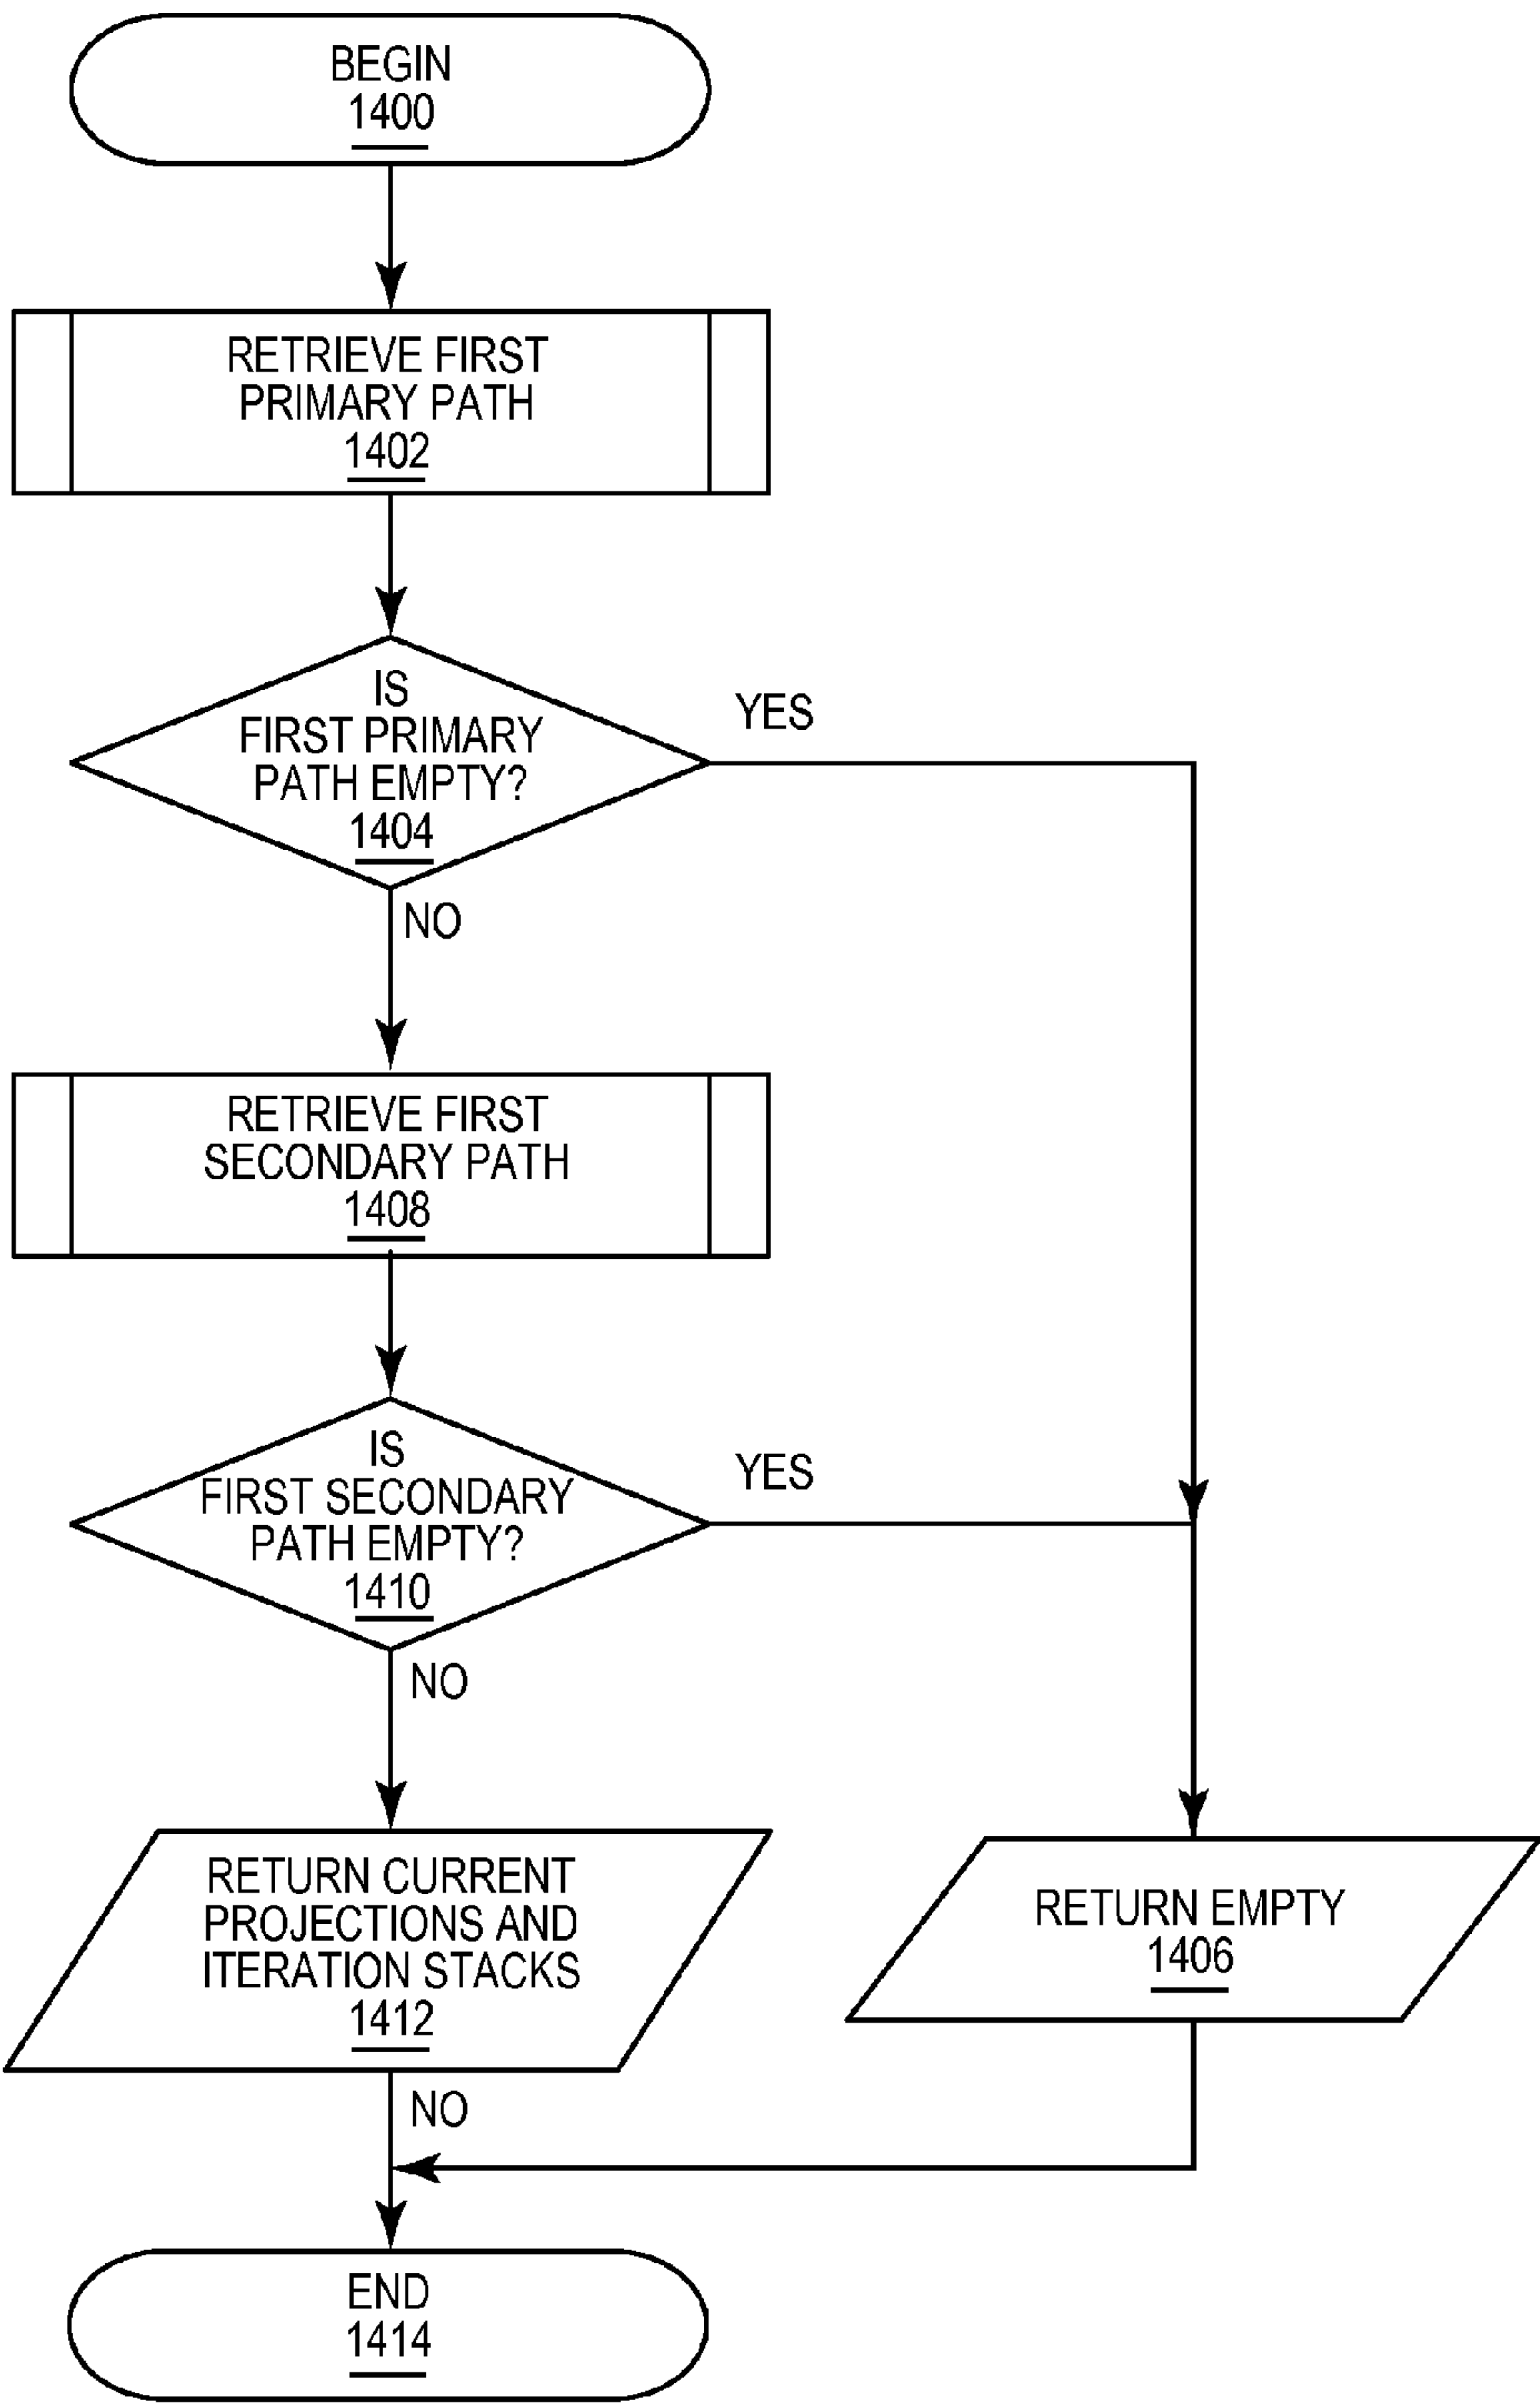 BEGIN
1400
RETRIEVE FIRST
PRIMARY PATH
1402
IS
FIRST PRIMARY
PATH EMPTY?
1404
YES
NO
RETRIEVE FIRST
SECONDARY PATH
1408
IS
FIRST SECONDARY
PATH EMPTY?
1410
YES
NO
RETURN CURRENT
PROJECTIONS AND
ITERATION STACKS
1412
RETURN EMPTY
1406
NO
END
1414